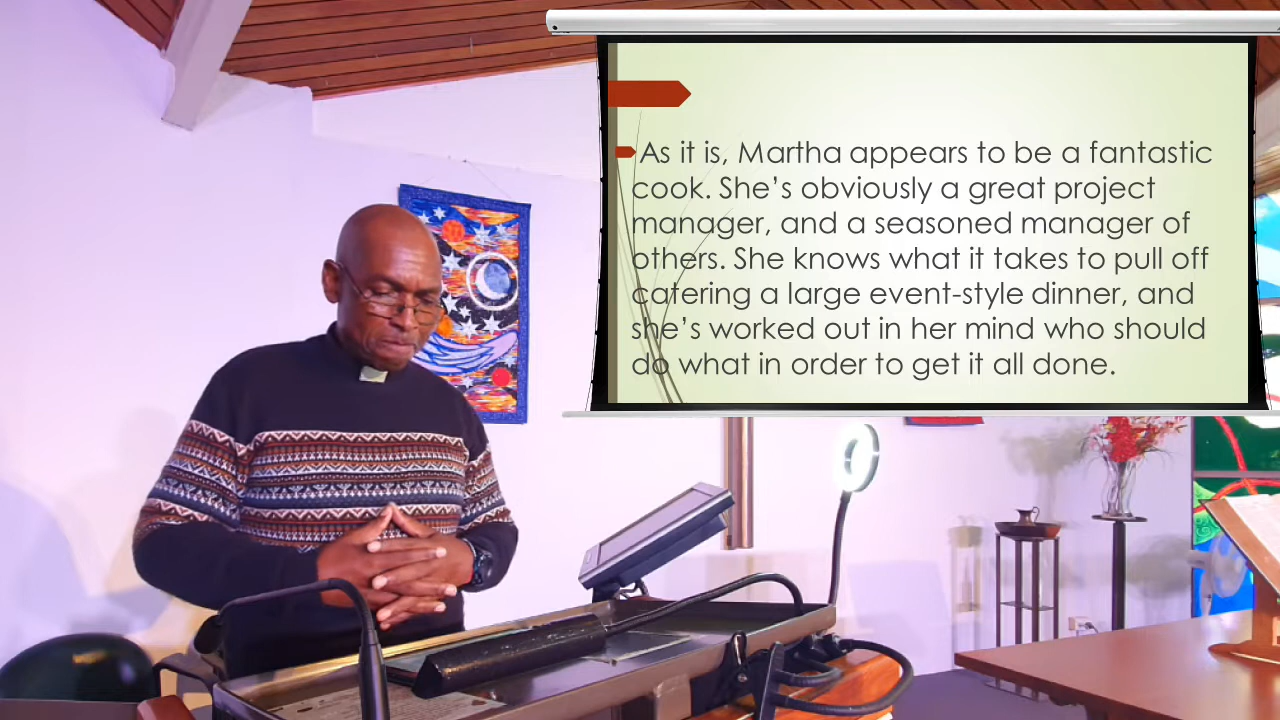 As it is, Martha appears to be a fantastic
cook. She’s obviously a great project
manager, and a seasoned manager of
others. She knows what it takes to pull off
catering a large event-style dinner, and
she’s worked out in her mind who should
do what in order to get it all done.